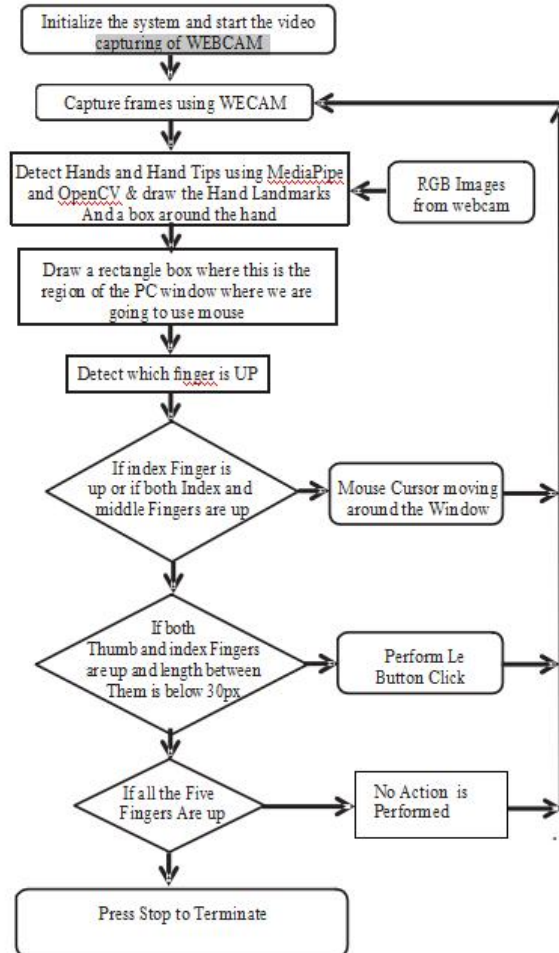 Initialize the system and start the video
capturing of WEBCAM
Capture frames using WECAM
Detect Hands and Hand Tips using MediaPipe
and OpenCV & draw the Hand Landmarks
And a box around the hand
RGB Images
from webcam
Draw a rectangle box where this is the
region of the PC window where we are
going to use mouse
Detect which finger is UP
If index Finger is
up or if both Index and
middle Fingers are up
Mouse Cursor moving
around the Window
If both
Thumb and index Fingers
are up and length between
Them is below 30px
Perform Le
Button Click
If all the Five
Fingers Are up
No Action is
Performed
Press Stop to Terminate